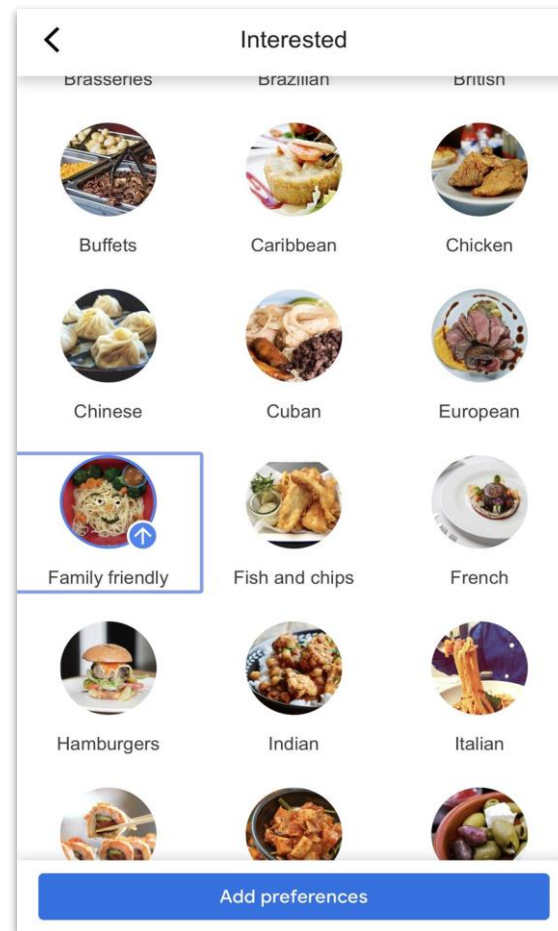 Interested
Brasseries Brazilian British
Buffets Caribbean Chicken
Chinese Cuban European
Family friendly Fish and chips French
Hamburgers Indian Italian
Add preferences